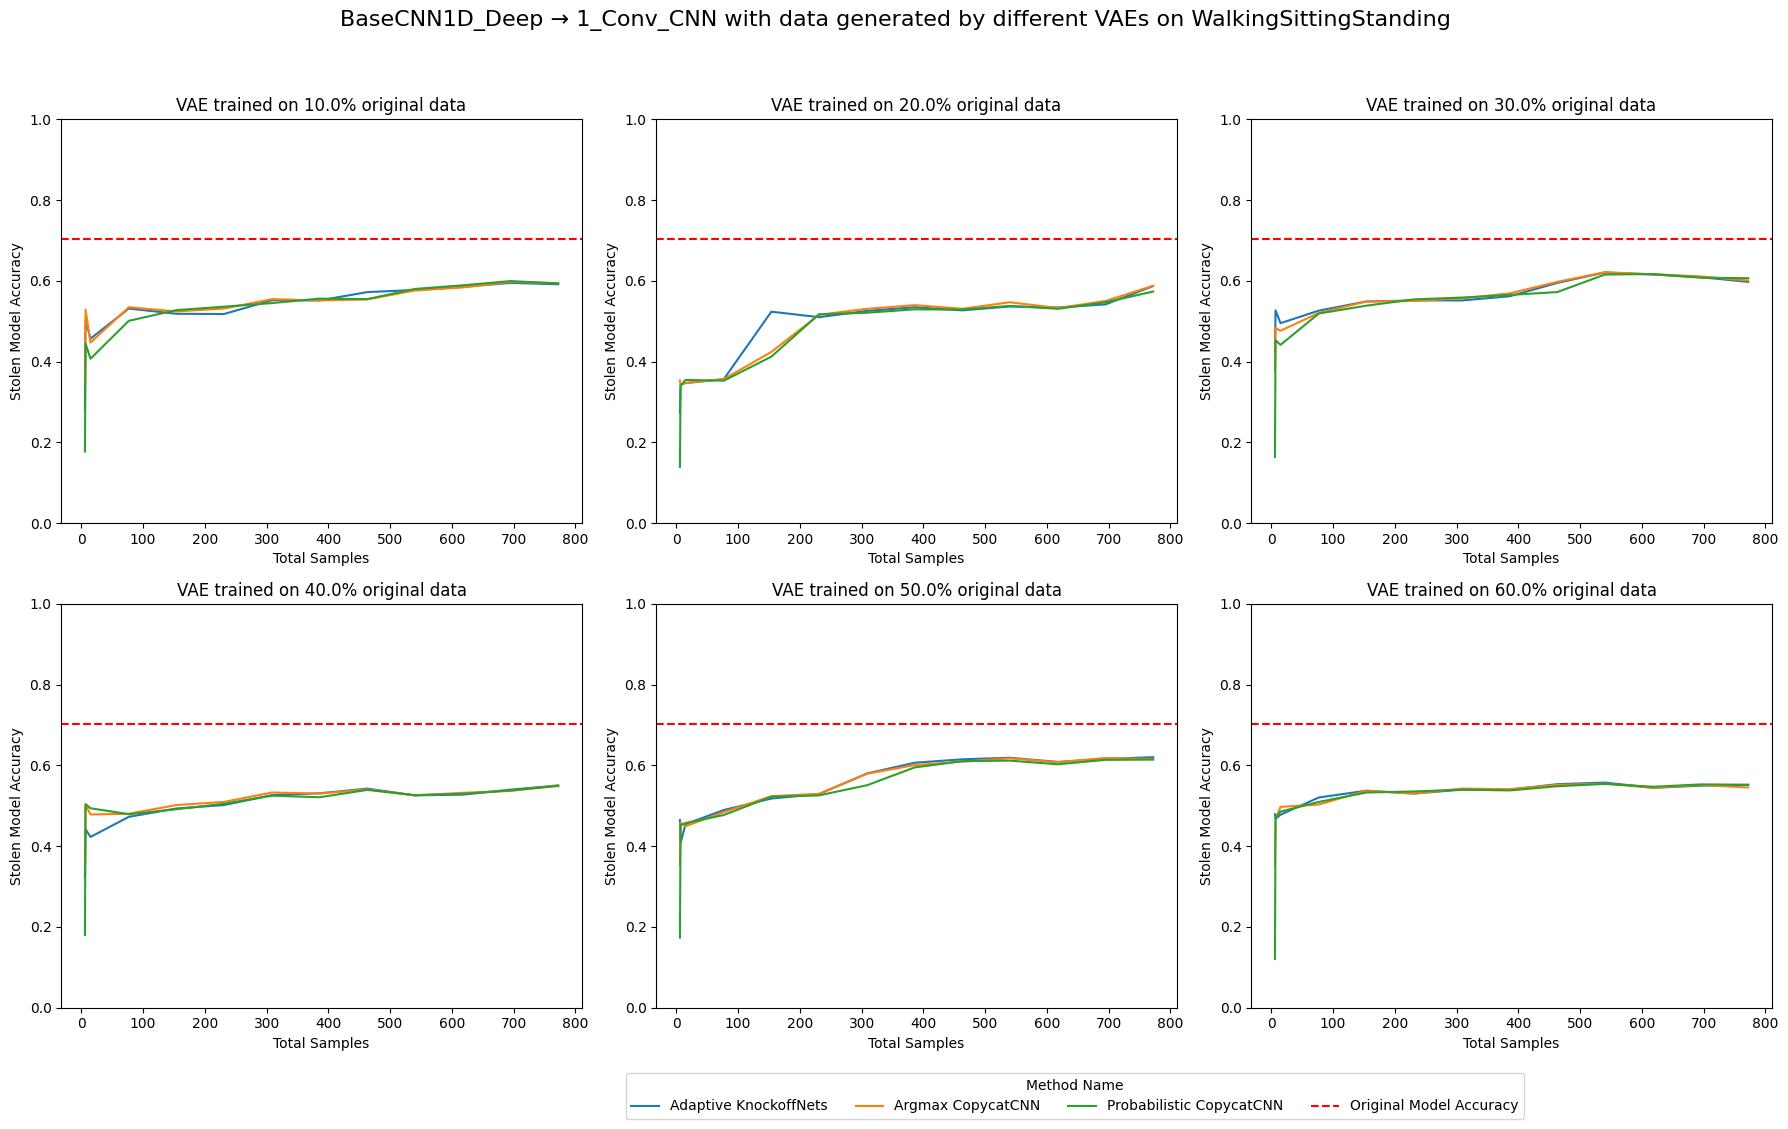 BaseCNN1D_Deep → 1_Conv_CNN with data generated by different VAEs on WalkingSittingStanding
VAE trained on 10.0% original data
Stolen Model Accuracy
1.0
0.8
0.6
0.4
0.2
0.0
0 100 200 300 400 500 600 700 800
Total Samples
VAE trained on 20.0% original data
Stolen Model Accuracy
1.0
0.8
0.6
0.4
0.2
0.0
0 100 200 300 400 500 600 700 800
Total Samples
VAE trained on 30.0% original data
Stolen Model Accuracy
1.0
0.8
0.6
0.4
0.2
0.0
0 100 200 300 400 500 600 700 800
Total Samples
VAE trained on 40.0% original data
Stolen Model Accuracy
1.0
0.8
0.6
0.4
0.2
0.0
0 100 200 300 400 500 600 700 800
Total Samples
VAE trained on 50.0% original data
Stolen Model Accuracy
1.0
0.8
0.6
0.4
0.2
0.0
0 100 200 300 400 500 600 700 800
Total Samples
VAE trained on 60.0% original data
Stolen Model Accuracy
1.0
0.8
0.6
0.4
0.2
0.0
0 100 200 300 400 500 600 700 800
Total Samples
Method Name
Adaptive KnockoffNets Argmax CopycatCNN Probabilistic CopycatCNN Original Model Accuracy